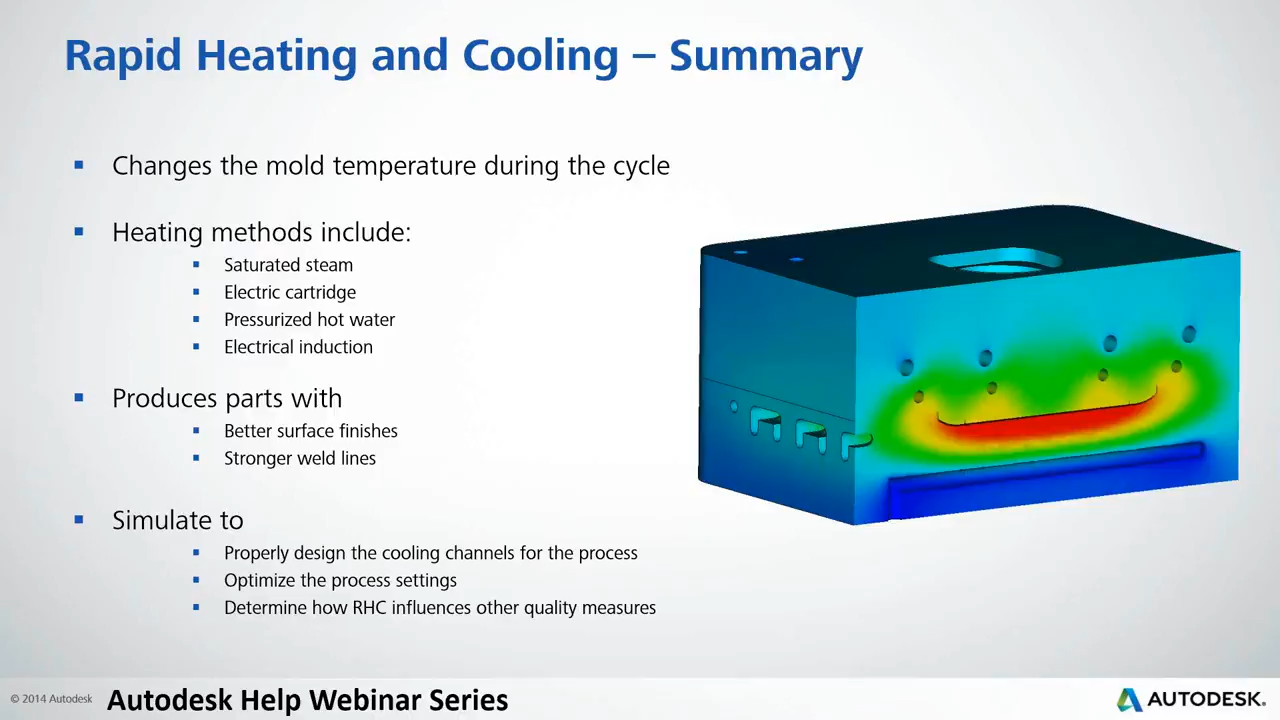 Rapid Heating and Cooling – Summary
Changes the mold temperature during the cycle
Heating methods include:
Saturated steam
Electric cartridge
Pressurized hot water
Electrical induction
Produces parts with
Better surface finishes
Stronger weld lines
Simulate to
Properly design the cooling channels for the process
Optimize the process settings
Determine how RHC influences other quality measures
© 2014 Autodesk
Autodesk Help Webinar Series
AUTODESK.